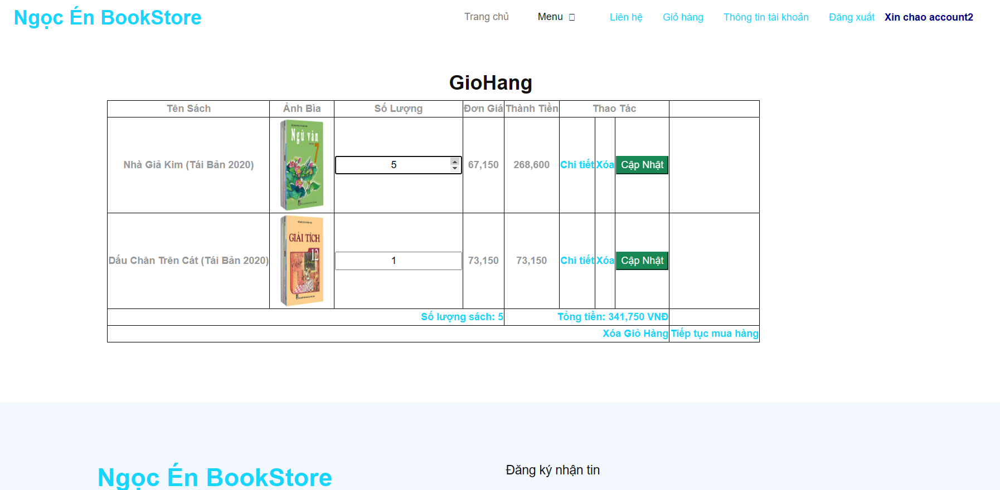 Ngọc Én BookStore
Trang chủ Menu Liên hệ Giỏ hàng Thông tin tài khoản Đăng xuất Xin chao account2
GioHang
Tên Sách Ảnh Bìa Số Lượng Đơn Giá Thành Tiền Thao Tác
Ngữ văn
7
Nhà Giả Kim (Tái Bản 2020) 5 67,150 268,600 Chi tiết Xóa Cập Nhật
GIẢI TÍCH
12
Dấu Chân Trên Cát (Tái Bản 2020) 1 73,150 73,150 Chi tiết Xóa Cập Nhật
Số lượng sách: 5 Tổng tiền: 341,750 VNĐ
Xóa Giỏ Hàng Tiếp tục mua hàng
Ngọc Én BookStore
Đăng ký nhận tin